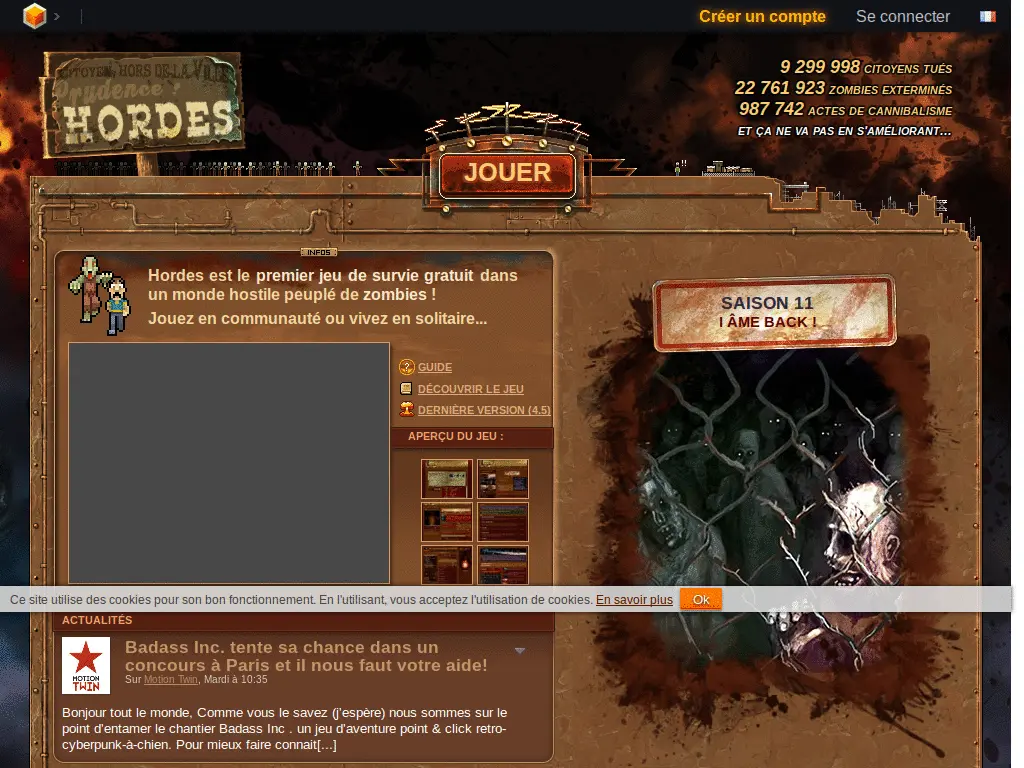 Créer un compte
Se connecter
CITOYEN, HORS DE LA VILLE
Prudence ?
HORDES
9 299 998 CITOYENS TUÉS
22 761 923 ZOMBIES EXTERMINÉS
987 742 ACTES DE CANNIBALISME
ET ÇA NE VA PAS EN S'AMÉLIORANT...
JOUER
INFOS
Hordes est le premier jeu de survie gratuit dans
un monde hostile peuplé de zombies !
Jouez en communauté ou vivez en solitaire...
GUIDE
DÉCOUVRIR LE JEU
DERNIÈRE VERSION (4.5)
APERÇU DU JEU :
SAISON 11
I ÂME BACK !
Ce site utilise des cookies pour son bon fonctionnement. En l'utilisant, vous acceptez l'utilisation de cookies. En savoir plus
Ok
ACTUALITÉS
MOTION
TWIN
Badass Inc. tente sa chance dans un
concours à Paris et il nous faut votre aide!
Sur Motion Twin, Mardi à 10:35
Bonjour tout le monde, Comme vous le savez (j'espère) nous sommes sur le
point d'entamer le chantier Badass Inc . un jeu d'aventure point & click retro-
cyberpunk-à-chien. Pour mieux faire connait[...]